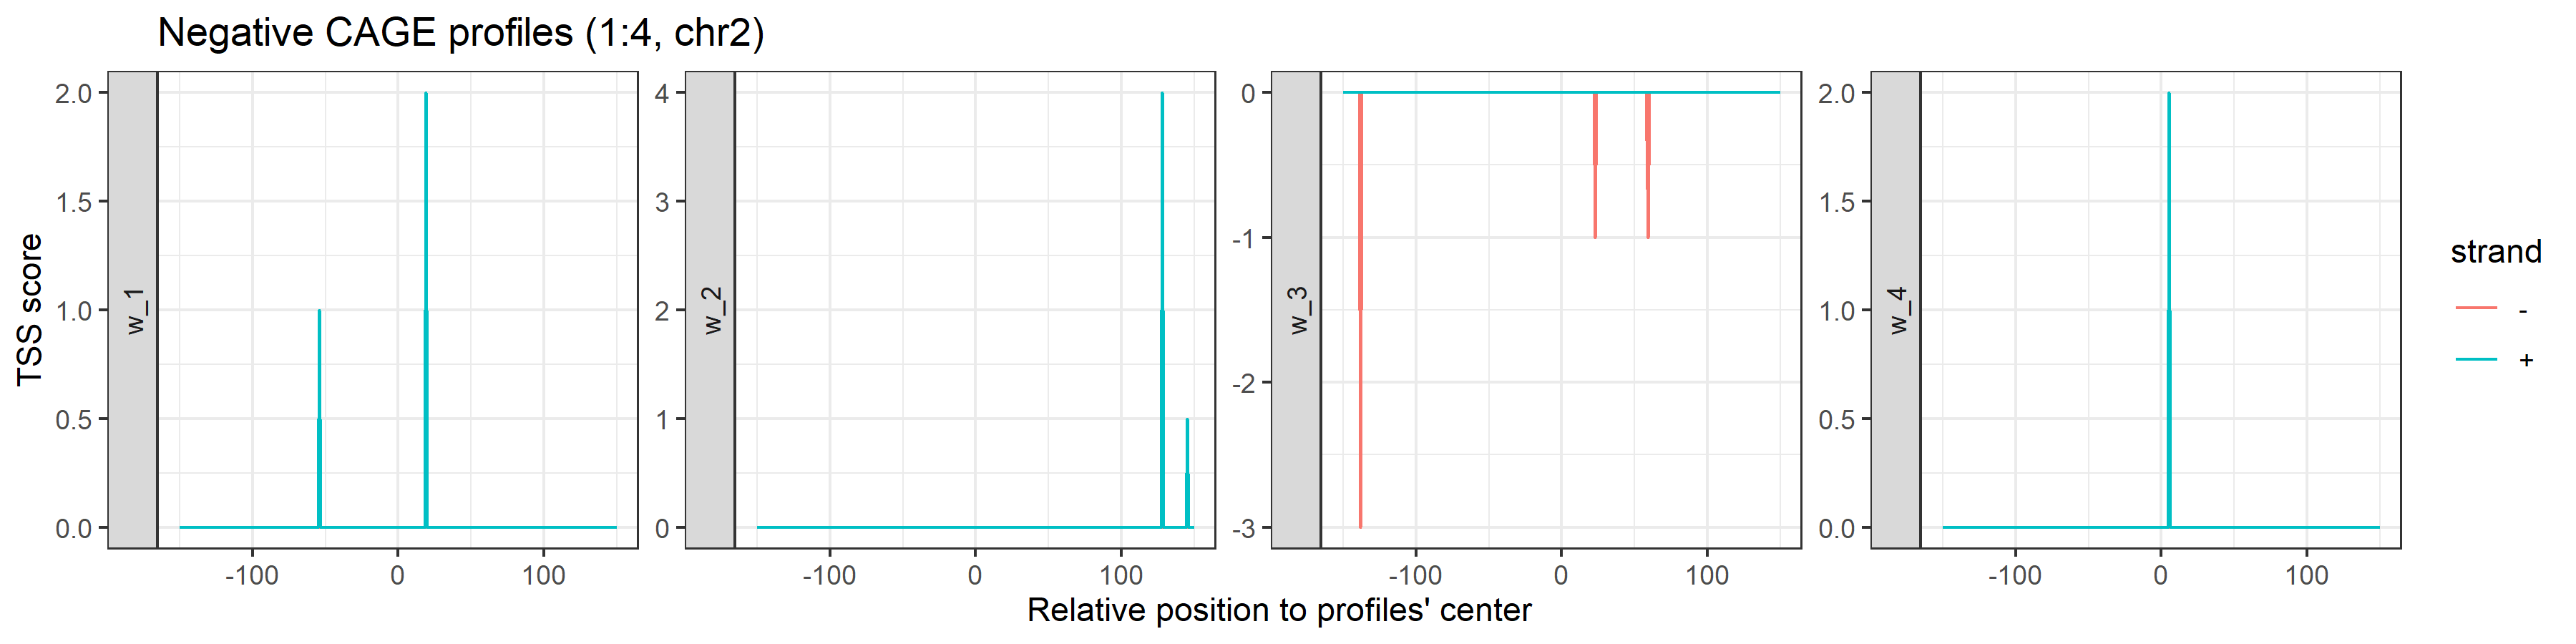 Negative CAGE profiles (1:4, chr2)
TSS score
w_1
2.0
1.5
1.0
0.5
0.0
-100 0 100
w_2
4
3
2
1
0
-100 0 100
w_3
0
-1
-2
-3
-100 0 100
w_4
2.0
1.5
1.0
0.5
0.0
-100 0 100
Relative position to profiles' center
strand
-
+